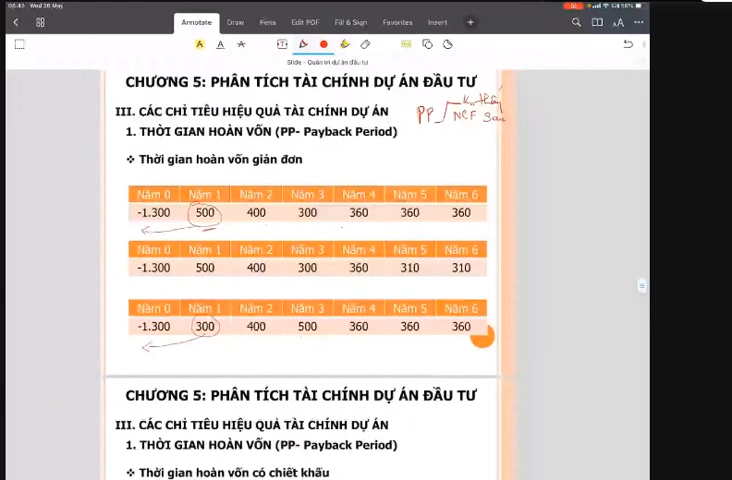 Wed 26 May
Annotate Draw Pens Edit PDF Fill & Sign Favorites Insert +
Slide - Quản trị dự án đầu tư
CHƯƠNG 5: PHÂN TÍCH TÀI CHÍNH DỰ ÁN ĐẦU TƯ
III. CÁC CHỈ TIÊU HIỆU QUẢ TÀI CHÍNH DỰ ÁN
1. THỜI GIAN HOÀN VỐN (PP- Payback Period)
PP
NCF
❖ Thời gian hoàn vốn giản đơn
Năm 0 Năm 1 Năm 2 Năm 3 Năm 4 Năm 5 Năm 6
-1.300 500 400 300 360 360 360
Năm 0 Năm 1 Năm 2 Năm 3 Năm 4 Năm 5 Năm 6
-1.300 500 400 300 360 310 310
Năm 0 Năm 1 Năm 2 Năm 3 Năm 4 Năm 5 Năm 6
-1.300 300 400 500 360 360 360
CHƯƠNG 5: PHÂN TÍCH TÀI CHÍNH DỰ ÁN ĐẦU TƯ
III. CÁC CHỈ TIÊU HIỆU QUẢ TÀI CHÍNH DỰ ÁN
1. THỜI GIAN HOÀN VỐN (PP- Payback Period)
❖ Thời gian hoàn vốn có chiết khấu